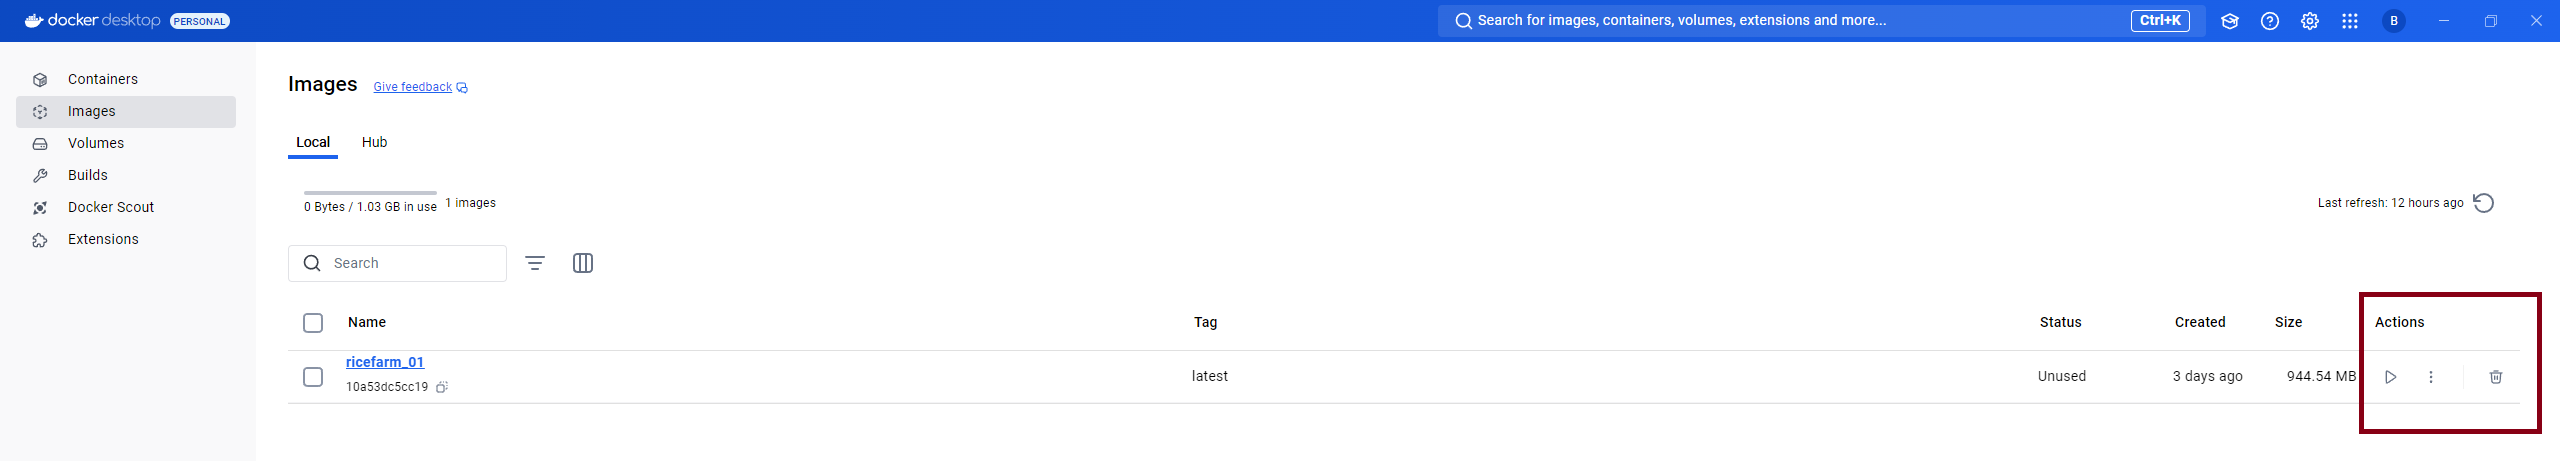 docker desktop PERSONAL
Search for images, containers, volumes, extensions and more... Ctrl+K
B
Containers
Images
Volumes
Builds
Docker Scout
Extensions
Images Give feedback
Local Hub
0 Bytes / 1.03 GB in use 1 images
Last refresh: 12 hours ago
Search
Name Tag Status Created Size Actions
ricefarm_01
10a53dc5cc19
latest Unused 3 days ago 944.54 MB